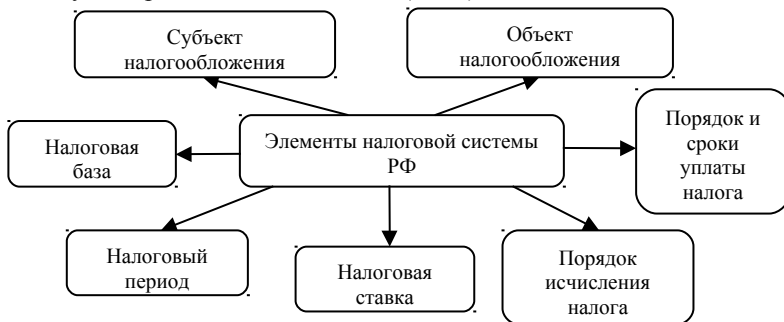 Субъект
налогообложения
Объект
налогообложения
Элементы налоговой системы
РФ
Налоговая
база
Порядок и
сроки
уплаты
налога
Налоговый
период
Налоговая
ставка
Порядок
исчисления
налога